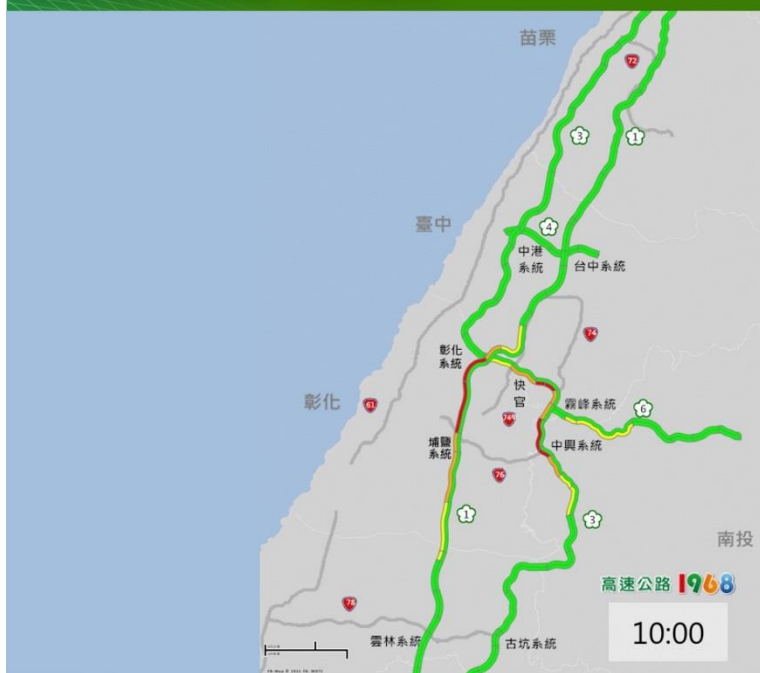 苗栗
72
3
1
臺中
4
中港
系統
台中系統
74
彰化
系統
快
官
彰化
61
霧峰系統
6
埔鹽
系統
中興系統
76
1
3
南投
高速公路 1968
10:00
78
雲林系統
古坑系統